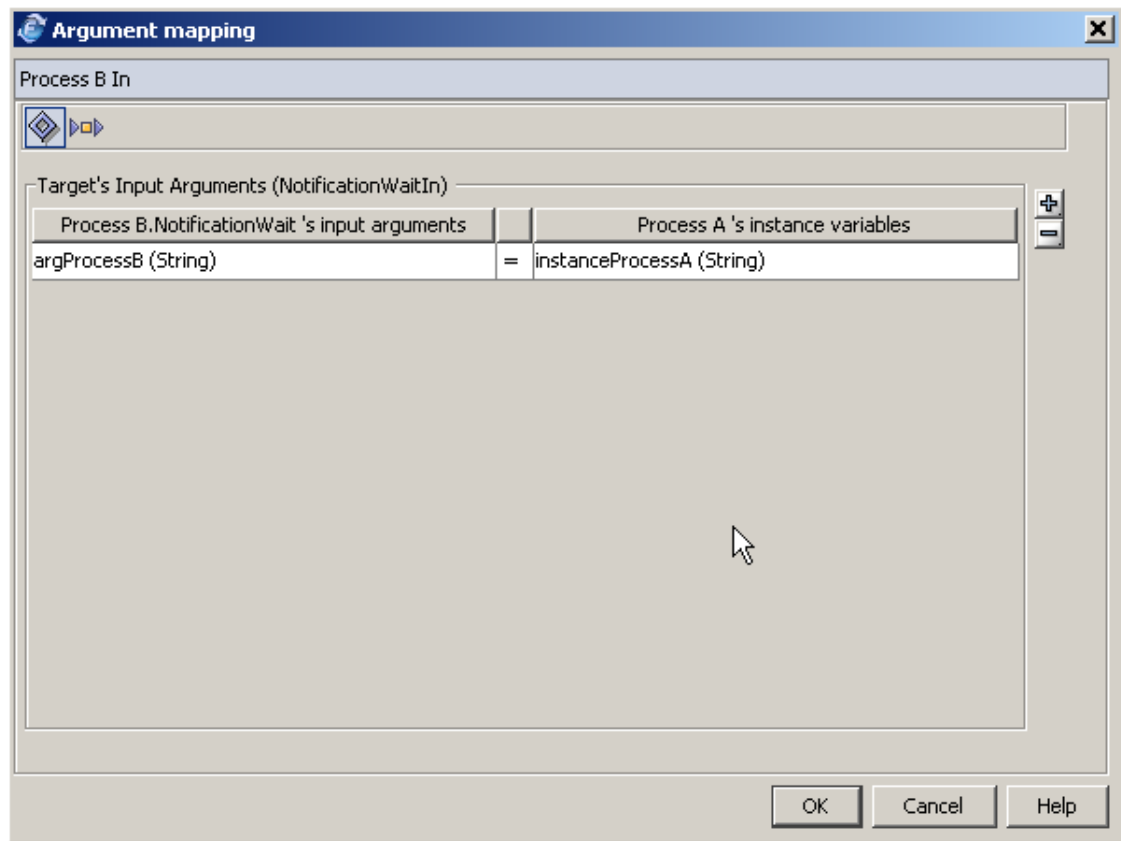 Argument mapping
Process B In
Target's Input Arguments (NotificationWaitIn)
Process B.NotificationWait 's input arguments Process A 's instance variables
argProcessB (String) = instanceProcessA (String)
OK Cancel Help